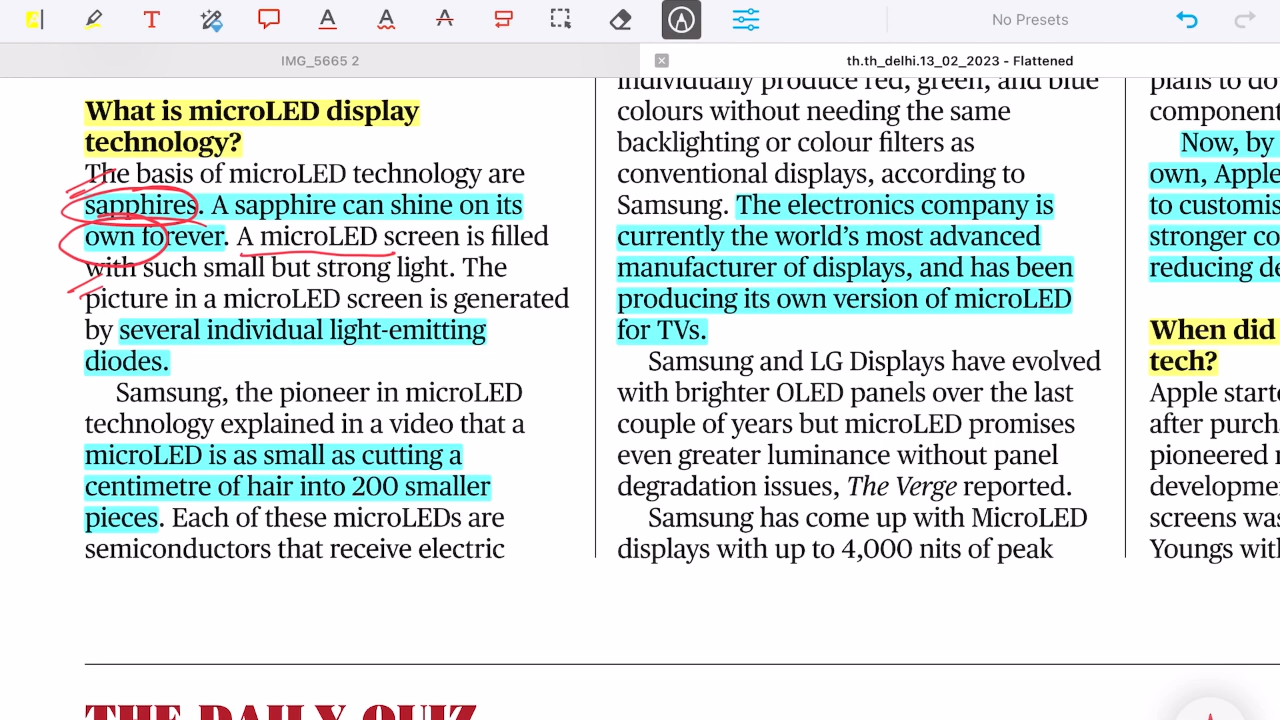 No Presets
IMG_5665 2
th.th_delhi.13_02_2023 - Flattened
What is microLED display
technology?
The basis of microLED technology are
sapphires. A sapphire can shine on its
own forever. A microLED screen is filled
with such small but strong light. The
picture in a microLED screen is generated
by several individual light-emitting
diodes.
Samsung, the pioneer in microLED
technology explained in a video that a
microLED is as small as cutting a
centimetre of hair into 200 smaller
pieces. Each of these microLEDs are
semiconductors that receive electric
individually produce red, green, and blue
colours without needing the same
backlighting or colour filters as
conventional displays, according to
Samsung. The electronics company is
currently the world's most advanced
manufacturer of displays, and has been
producing its own version of microLED
for TVs.
Samsung and LG Displays have evolved
with brighter OLED panels over the last
couple of years but microLED promises
even greater luminance without panel
degradation issues, The Verge reported.
Samsung has come up with MicroLED
displays with up to 4,000 nits of peak
plans to do
component
Now, by
own, Apple
to customis
stronger co
reducing de
When did
tech?
Apple starte
after purch
pioneered
developme
screens was
Youngs with
THE DAILY QUIZ